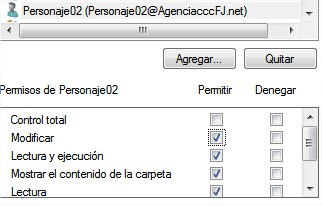 Personaje02 (Personaje02@AgenciacccFJ.net)
Agregar... Quitar
Permisos de Personaje02 Permitir Denegar
Control total
Modificar
Lectura y ejecución
Mostrar el contenido de la carpeta
Lectura